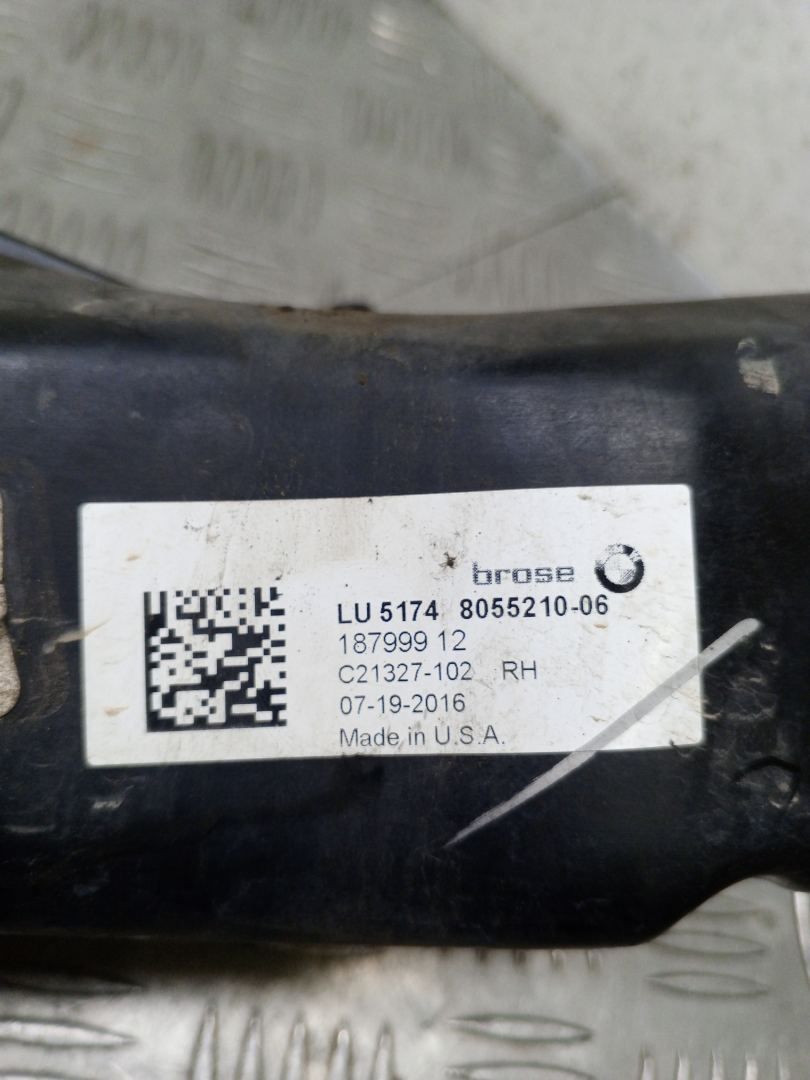 brose
LU 5174 8055210-06
187999 12
C21327-102 RH
07-19-2016
Made in U.S.A.